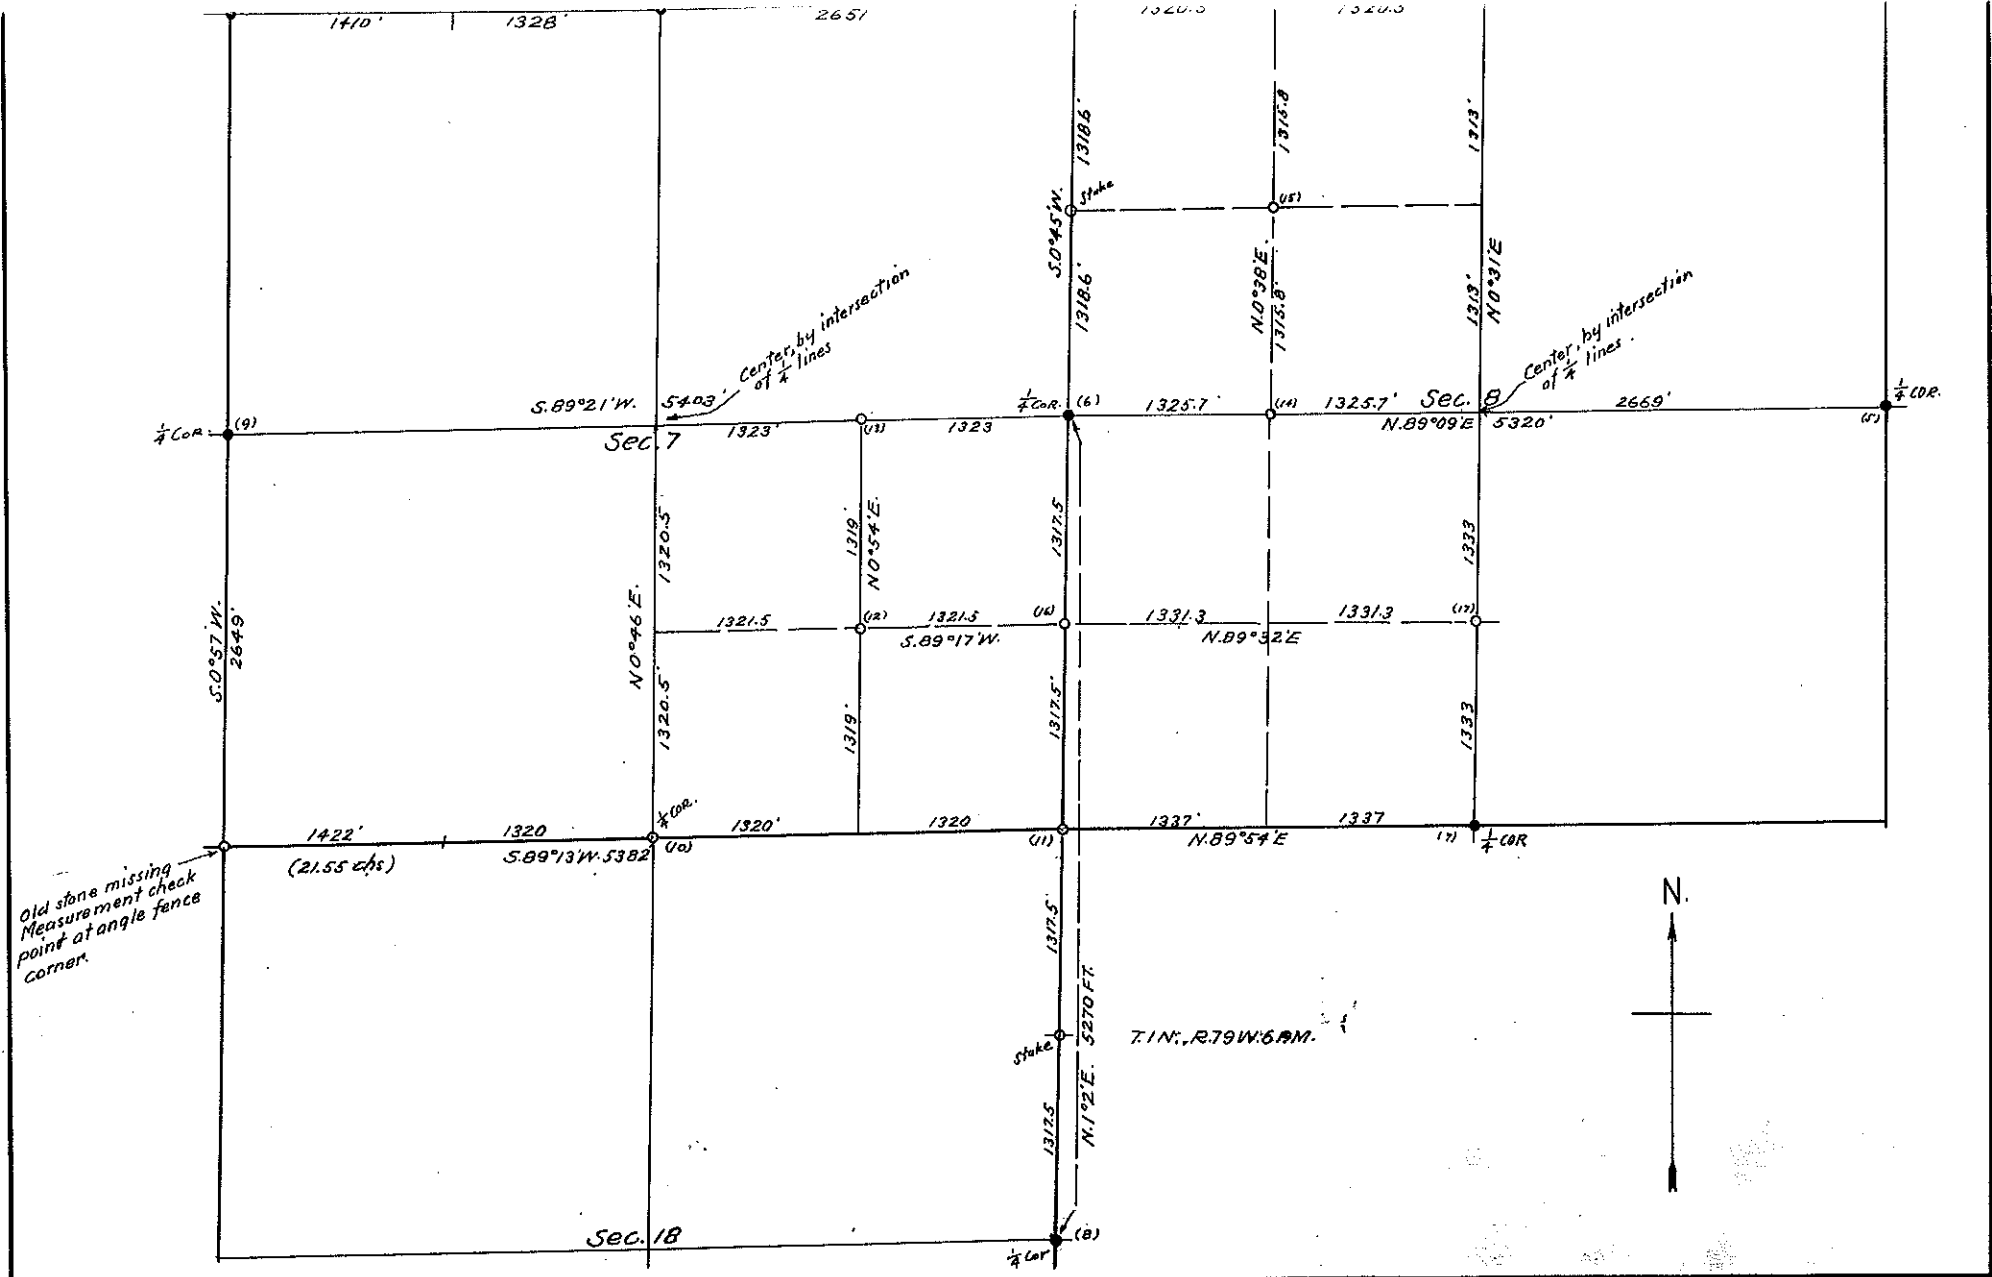 1410'
1328'
2651
1318.6'
1315.8
1313'
Stake
(15)
S.0°45'W.
N.0°38'E.
N0°31'E
1318.6'
1315.8'
1313'
Center, by intersection
of 1/4 lines
Center, by intersection
of 1/4 lines.
S.89°21'W.
5403'
1/4 COR.
(6)
1325.7'
(14)
1325.7'
Sec. 8
2669'
1/4 COR.
1/4 COR.
(9)
Sec. 7
1323'
(13)
1323
N.89°09'E
5320'
(5)
1320.5'
1319'
N0°54'E.
1317.5
1333
S.0°57'W.
2649'
N0°46'E.
1321.5
(12)
1321.5
S.89°17'W.
(16)
1331.3
N.89°32'E
1331.3
(17)
1320.5'
1319'
1317.5'
1333
1/4 COR.
1422'
(21.55 chs)
1320
S.89°13'W. 5382
(10)
1320'
1320
(11)
1337'
N.89°54'E
1337
(7)
1/4 COR
Old stone missing
Measurement check
point at angle fence
corner.
N.
1317.5'
N.1°2'E. 5270 FT.
Stake
T.1N., R.79W. 6 P.M.
1317.5
Sec. 18
1/4 Cor
(8)